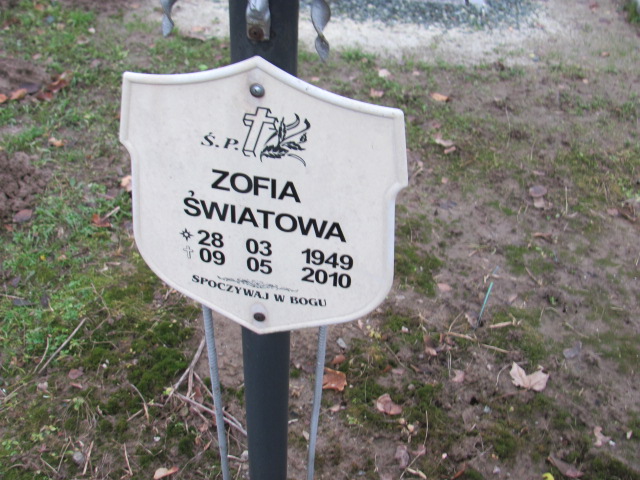 Ś.P.
ZOFIA
ŚWIATOWA
28 03 1949
09 05 2010
SPOCZYWAJ W BOGU